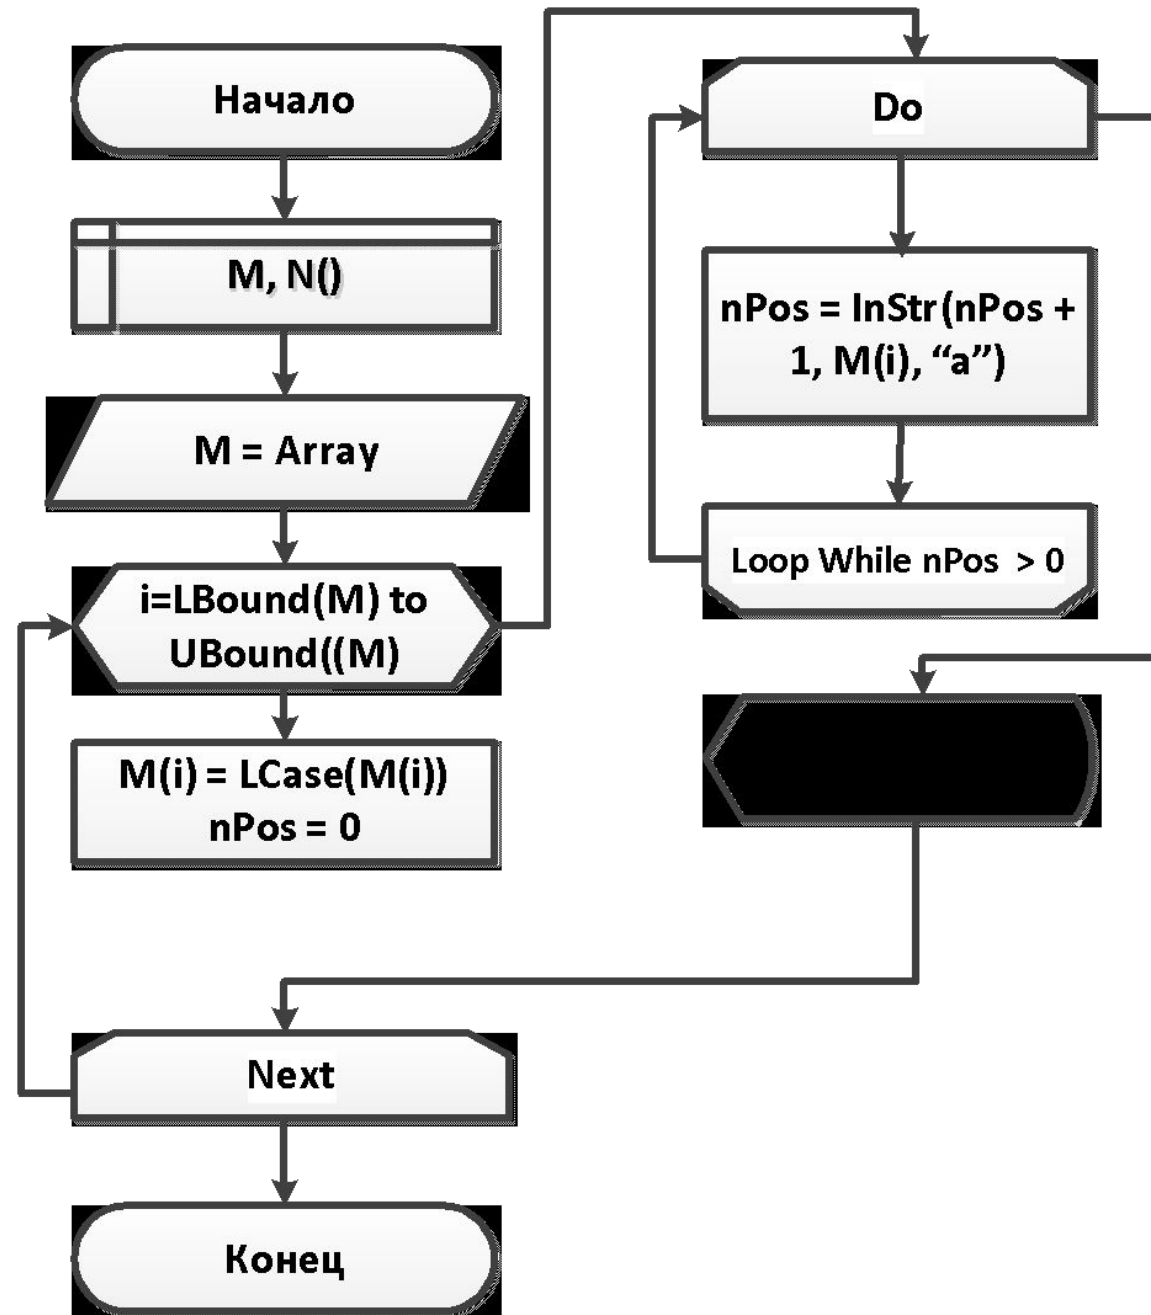 Начало
M, N()
M = Array
i=LBound(M) to
UBound((M)
M(i) = LCase(M(i))
nPos = 0
Do
nPos = InStr(nPos +
1, M(i), “a”)
Loop While nPos > 0
Next
Конец